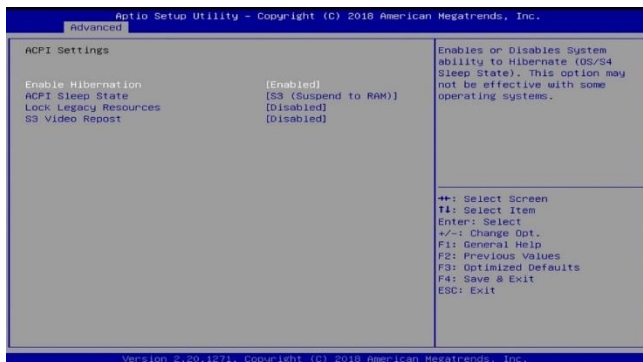 Aptio Setup Utility – Copyright (C) 2018 American Megatrends, Inc.
Advanced
ACPI Settings
Enable Hibernation [Enabled]
ACPI Sleep State [S3 (Suspend to RAM)]
Lock Legacy Resources [Disabled]
S3 Video Repost [Disabled]
Enables or Disables System
ability to Hibernate (OS/S4
Sleep State). This option may
not be effective with some
operating systems.
→←: Select Screen
↑↓: Select Item
Enter: Select
+/-: Change Opt.
F1: General Help
F2: Previous Values
F3: Optimized Defaults
F4: Save & Exit
ESC: Exit
Version 2.20.1271. Copyright (C) 2018 American Megatrends, Inc.